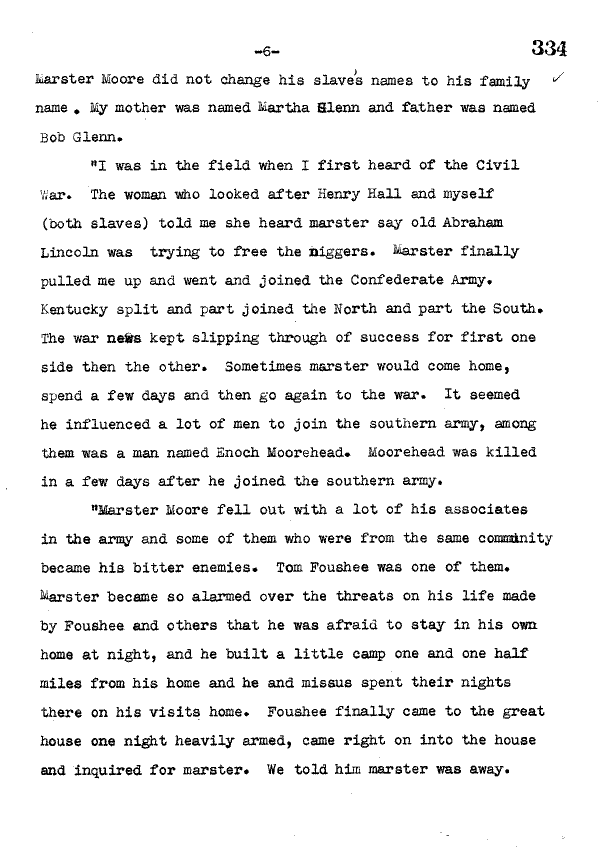 -6-
334
Marster Moore did not change his slave's names to his family ✓
name . My mother was named Martha Glenn and father was named
Bob Glenn.
"I was in the field when I first heard of the Civil
War. The woman who looked after Henry Hall and myself
(both slaves) told me she heard marster say old Abraham
Lincoln was trying to free the niggers. Marster finally
pulled me up and went and joined the Confederate Army.
Kentucky split and part joined the North and part the South.
The war news kept slipping through of success for first one
side then the other. Sometimes marster would come home,
spend a few days and then go again to the war. It seemed
he influenced a lot of men to join the southern army, among
them was a man named Enoch Moorehead. Moorehead was killed
in a few days after he joined the southern army.
"Marster Moore fell out with a lot of his associates
in the army and some of them who were from the same community
became his bitter enemies. Tom Foushee was one of them.
Marster became so alarmed over the threats on his life made
by Foushee and others that he was afraid to stay in his own
home at night, and he built a little camp one and one half
miles from his home and he and missus spent their nights
there on his visits home. Foushee finally came to the great
house one night heavily armed, came right on into the house
and inquired for marster. We told him marster was away.